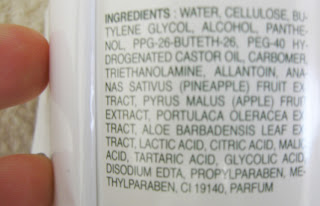 INGREDIENTS : WATER, CELLULOSE, BU-
TYLENE GLYCOL, ALCOHOL, PANTHE-
NOL, PPG-26-BUTETH-26, PEG-40 HY-
DROGENATED CASTOR OIL, CARBOMER,
TRIETHANOLAMINE, ALLANTOIN, ANA-
NAS SATIVUS (PINEAPPLE) FRUIT EX-
TRACT, PYRUS MALUS (APPLE) FRUIT
EXTRACT, PORTULACA OLERACEA EX-
TRACT, ALOE BARBADENSIS LEAF EX-
TRACT, LACTIC ACID, CITRIC ACID, MALIC
ACID, TARTARIC ACID, GLYCOLIC ACID,
DISODIUM EDTA, PROPYLPARABEN, ME-
THYLPARABEN, CI 19140, PARFUM